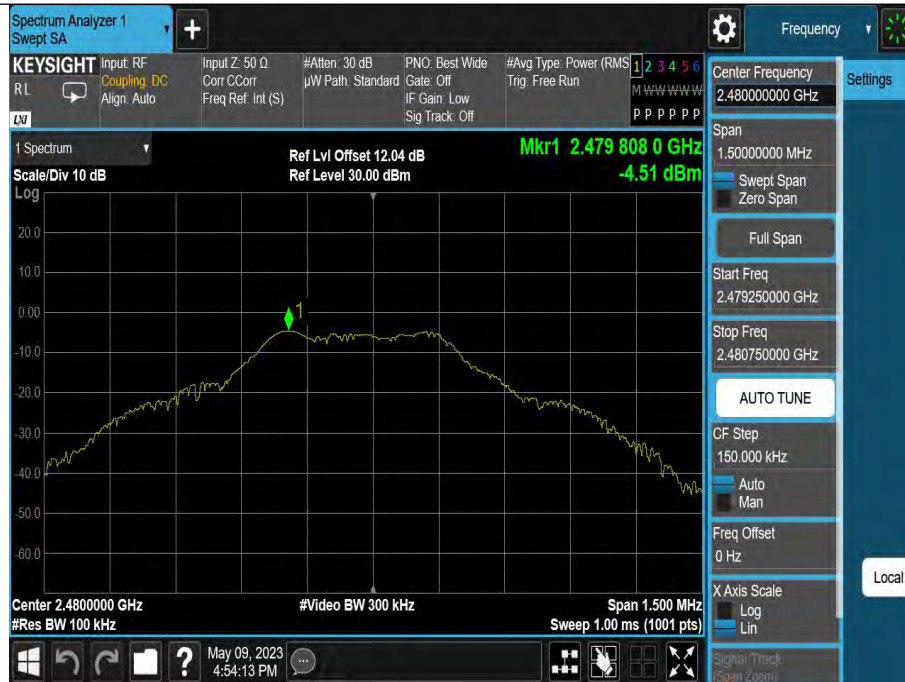 Spectrum Analyzer 1
Swept SA
+
Frequency
KEYSIGHT
RL
LXI
Input: RF
Coupling: DC
Align: Auto
Input Z: 50 Ω
Corr CCorr
Freq Ref: Int (S)
#Atten: 30 dB
µW Path: Standard
PNO: Best Wide
Gate: Off
IF Gain: Low
Sig Track: Off
#Avg Type: Power (RMS
Trig: Free Run
1 2 3 4 5 6
M W W W W W
P P P P P P
1 Spectrum
Scale/Div 10 dB
Log
Ref Lvl Offset 12.04 dB
Ref Level 30.00 dBm
Mkr1 2.479 808 0 GHz
-4.51 dBm
20.0
10.0
0.00
-10.0
-20.0
-30.0
-40.0
-50.0
-60.0
1
Center 2.4800000 GHz
#Res BW 100 kHz
#Video BW 300 kHz
Span 1.500 MHz
Sweep 1.00 ms (1001 pts)
Center Frequency
2.480000000 GHz
Settings
Span
1.50000000 MHz
Swept Span
Zero Span
Full Span
Start Freq
2.479250000 GHz
Stop Freq
2.480750000 GHz
AUTO TUNE
CF Step
150.000 kHz
Auto
Man
Freq Offset
0 Hz
X Axis Scale
Log
Lin
Local
Signal Track
(Span Zoom)
?
May 09, 2023
4:54:13 PM